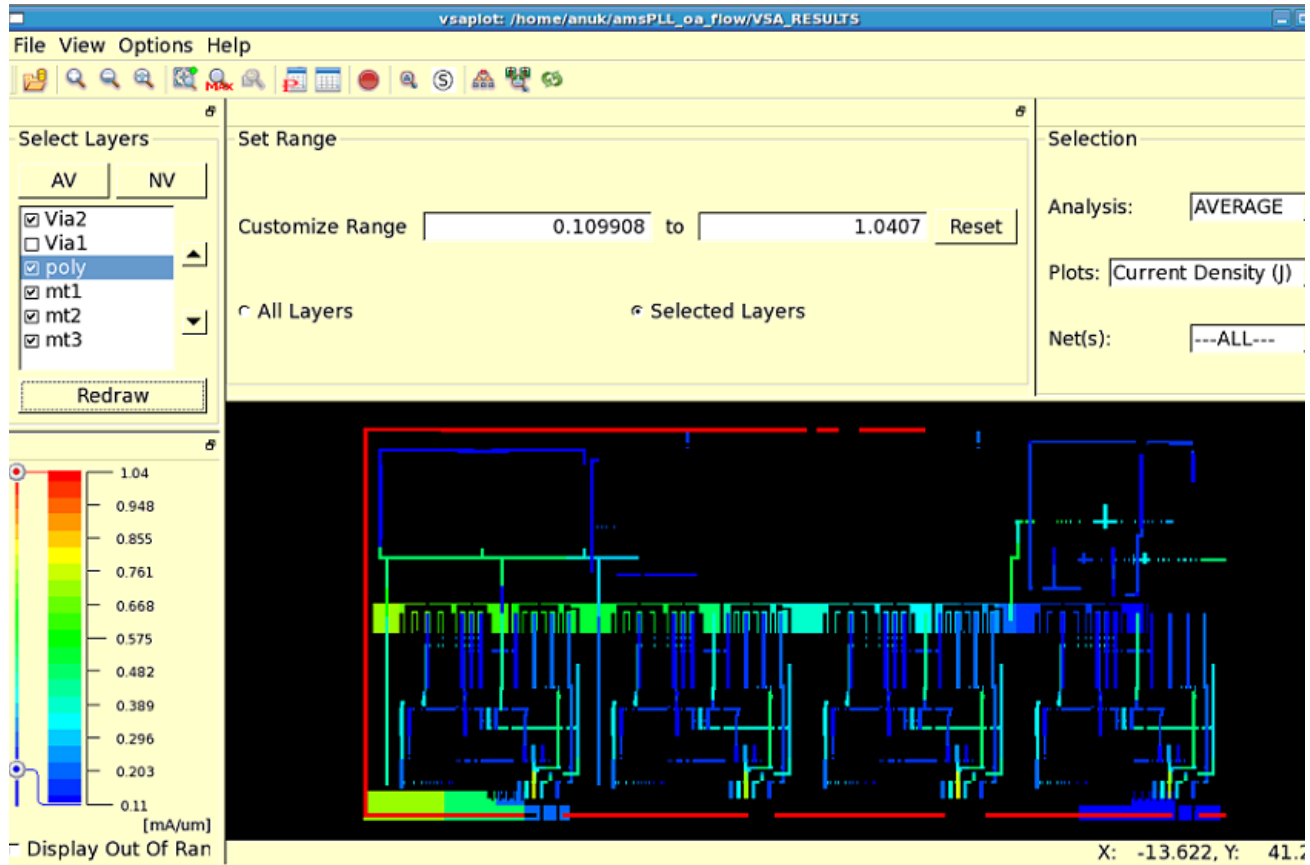 vsaplot: /home/anuk/amsPLL_oa_flow/VSA_RESULTS
File View Options Help
MAX
S
Select Layers
AV NV
Via2
Via1
poly
mt1
mt2
mt3
Redraw
Set Range
Customize Range 0.109908 to 1.0407 Reset
All Layers Selected Layers
Selection
Analysis: AVERAGE
Plots: Current Density (J)
Net(s): ---ALL---
1.04
0.948
0.855
0.761
0.668
0.575
0.482
0.389
0.296
0.203
0.11
[mA/um]
Display Out Of Ran
X: -13.622, Y: 41.2